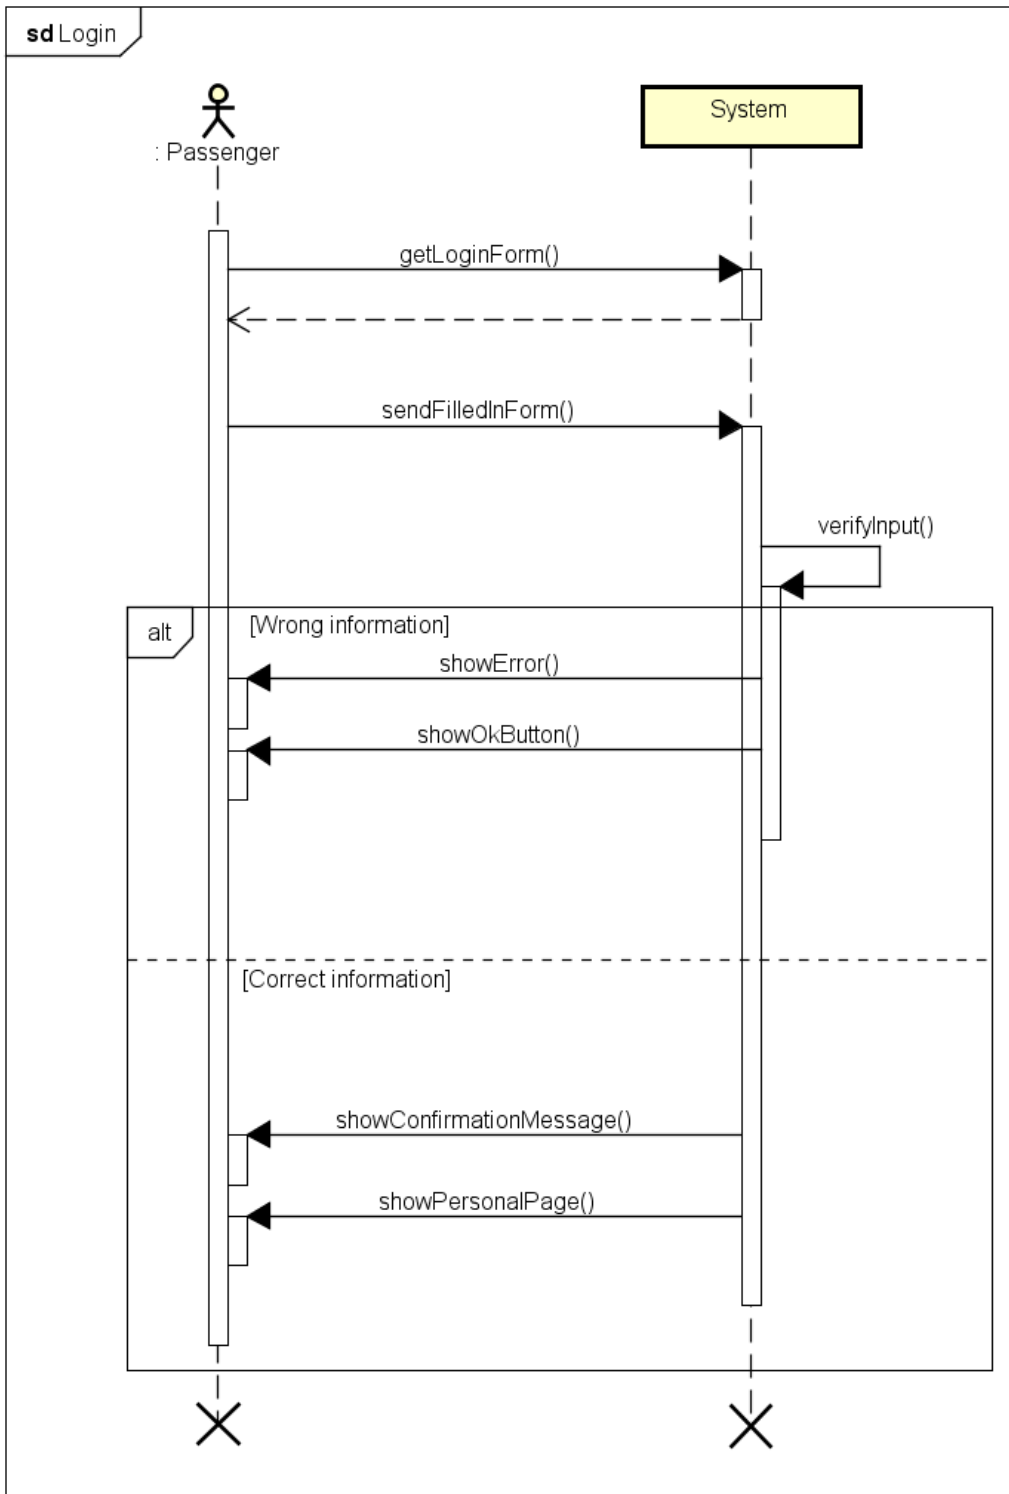 sd Login
: Passenger
System
getLoginForm()
sendFilledInForm()
verifyInput()
alt
[Wrong information]
showError()
showOkButton()
[Correct information]
showConfirmationMessage()
showPersonalPage()